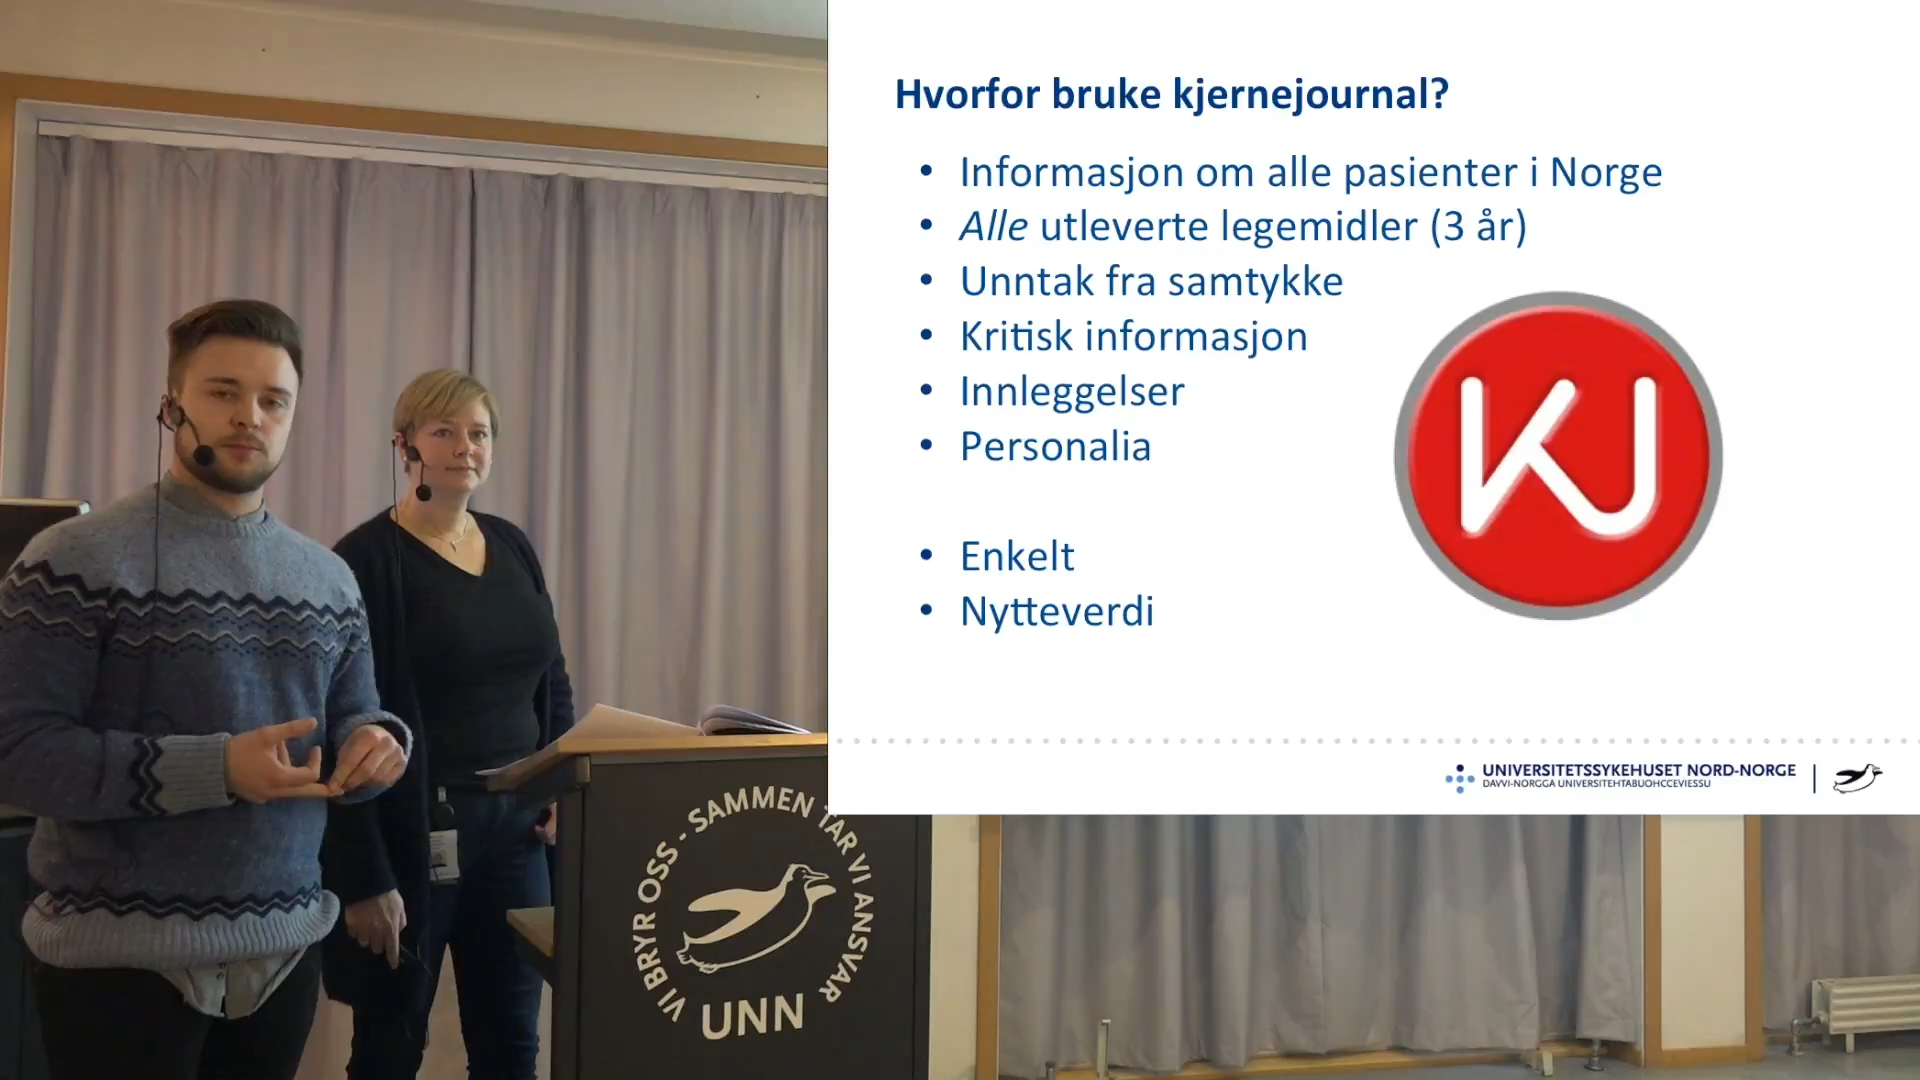 Hvorfor bruke kjernejournal?
• Informasjon om alle pasienter i Norge
• Alle utleverte legemidler (3 år)
• Unntak fra samtykke
• Kritisk informasjon
• Innleggelser
• Personalia
• Enkelt
• Nytteverdi
KJ
UNIVERSITETSSYKEHUSET NORD-NORGE
DAVVI-NORGGA UNIVERSITEHTABUOHCCEVIESSU
VI BRYR OSS - SAMMEN TAR VI ANSVAR
UNN